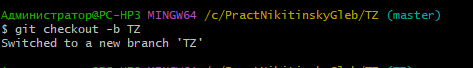 Администратор@PC-HP3 MINGW64 /c/PractNikitinskyGleb/TZ (master)
$ git checkout -b TZ
Switched to a new branch 'TZ'